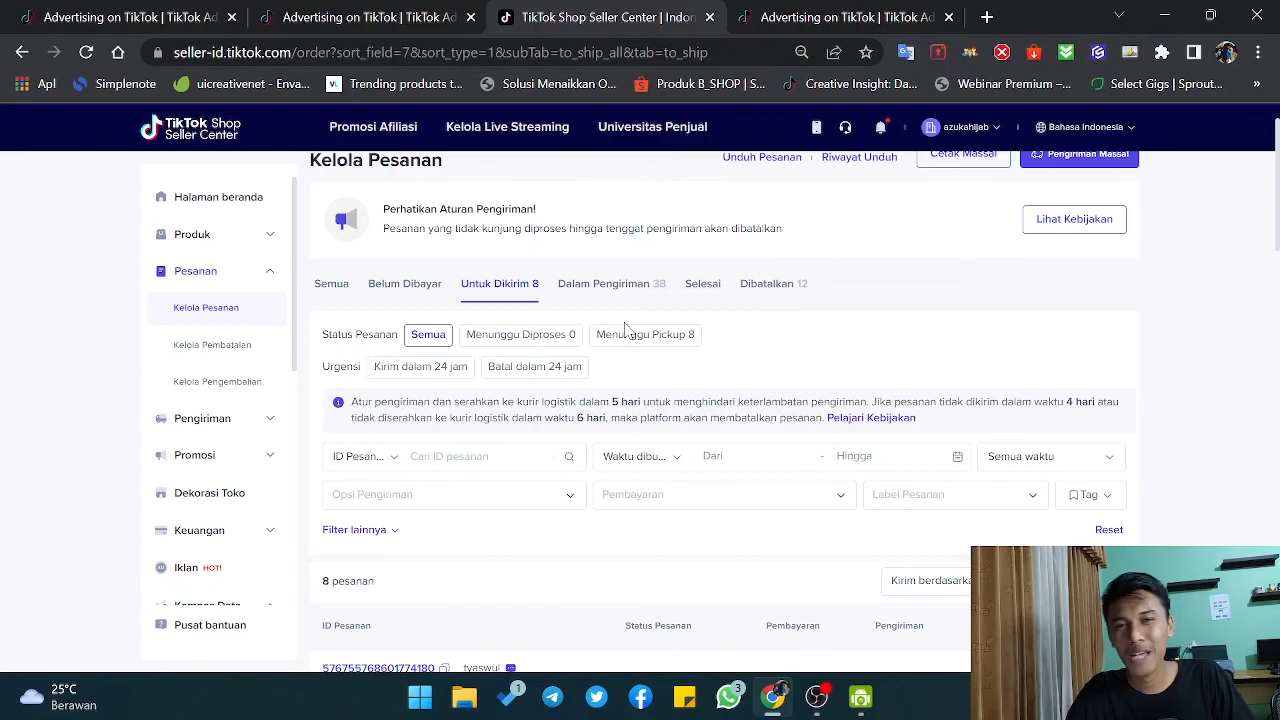 Advertising on TikTok | TikTok Ad
Advertising on TikTok | TikTok Ad
TikTok Shop Seller Center | Indon
Advertising on TikTok | TikTok Ad
seller-id.tiktok.com/order?sort_field=7&sort_type=1&subTab=to_ship_all&tab=to_ship
Apl
Simplenote
uicreativenet - Enva...
Trending products t...
Solusi Menaikkan O...
Produk B_SHOP | S...
Creative Insight: Da...
Webinar Premium –...
Select Gigs | Sprout...
TikTok Shop
Seller Center
Promosi Afiliasi
Kelola Live Streaming
Universitas Penjual
azukahijab
Bahasa Indonesia
Halaman beranda
Produk
Pesanan
Kelola Pesanan
Kelola Pembatalan
Kelola Pengembalian
Pengiriman
Promosi
Dekorasi Toko
Keuangan
Iklan HOT!
Kompas Data
Pusat bantuan
Kelola Pesanan
Unduh Pesanan
Riwayat Unduh
Cetak Massal
Pengiriman Massal
Perhatikan Aturan Pengiriman!
Pesanan yang tidak kunjung diproses hingga tenggat pengiriman akan dibatalkan
Lihat Kebijakan
Semua
Belum Dibayar
Untuk Dikirim 8
Dalam Pengiriman 38
Selesai
Dibatalkan 12
Status Pesanan
Semua
Menunggu Diproses 0
Menunggu Pickup 8
Urgensi
Kirim dalam 24 jam
Batal dalam 24 jam
Atur pengiriman dan serahkan ke kurir logistik dalam 5 hari untuk menghindari keterlambatan pengiriman. Jika pesanan tidak dikirim dalam waktu 4 hari atau
tidak diserahkan ke kurir logistik dalam waktu 6 hari, maka platform akan membatalkan pesanan. Pelajari Kebijakan
ID Pesan...
Cari ID pesanan
Waktu dibu...
Dari
-
Hingga
Semua waktu
Opsi Pengiriman
Pembayaran
Label Pesanan
Tag
Filter lainnya
Reset
8 pesanan
Kirim berdasarka
ID Pesanan
Status Pesanan
Pembayaran
Pengiriman
576755768601774180
tyaswul
25°C
Berawan
1
3